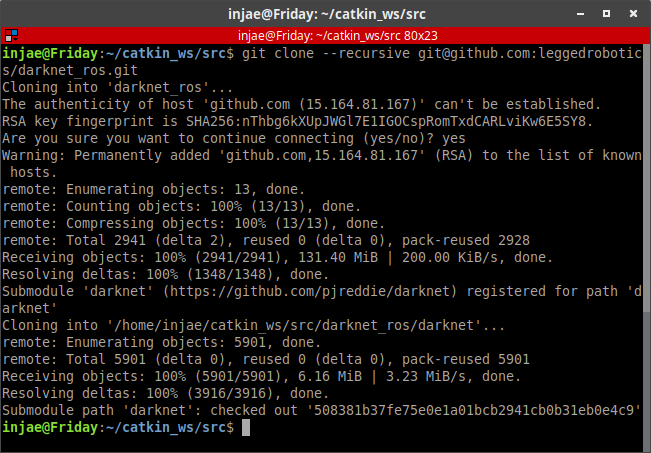 injae@Friday: ~/catkin_ws/src
injae@Friday: ~/catkin_ws/src 80x23
injae@Friday:~/catkin_ws/src$ git clone --recursive git@github.com:leggedrobotic
s/darknet_ros.git
Cloning into 'darknet_ros'...
The authenticity of host 'github.com (15.164.81.167)' can't be established.
RSA key fingerprint is SHA256:nThbg6kXUpJWGl7E1IGOCspRomTxdCARLviKw6E5SY8.
Are you sure you want to continue connecting (yes/no)? yes
Warning: Permanently added 'github.com,15.164.81.167' (RSA) to the list of known
 hosts.
remote: Enumerating objects: 13, done.
remote: Counting objects: 100% (13/13), done.
remote: Compressing objects: 100% (13/13), done.
remote: Total 2941 (delta 2), reused 0 (delta 0), pack-reused 2928
Receiving objects: 100% (2941/2941), 131.40 MiB | 200.00 KiB/s, done.
Resolving deltas: 100% (1348/1348), done.
Submodule 'darknet' (https://github.com/pjreddie/darknet) registered for path 'd
arknet'
Cloning into '/home/injae/catkin_ws/src/darknet_ros/darknet'...
remote: Enumerating objects: 5901, done.
remote: Total 5901 (delta 0), reused 0 (delta 0), pack-reused 5901
Receiving objects: 100% (5901/5901), 6.16 MiB | 3.23 MiB/s, done.
Resolving deltas: 100% (3916/3916), done.
Submodule path 'darknet': checked out '508381b37fe75e0e1a01bcb2941cb0b31eb0e4c9'
injae@Friday:~/catkin_ws/src$